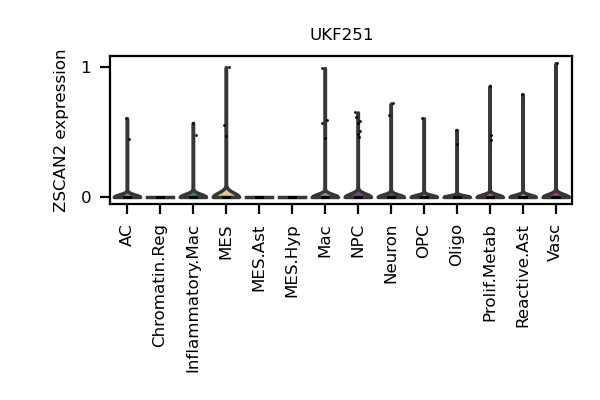 UKF251
ZSCAN2 expression
1
0
AC
Chromatin.Reg
Inflammatory.Mac
MES
MES.Ast
MES.Hyp
Mac
NPC
Neuron
OPC
Oligo
Prolif.Metab
Reactive.Ast
Vasc